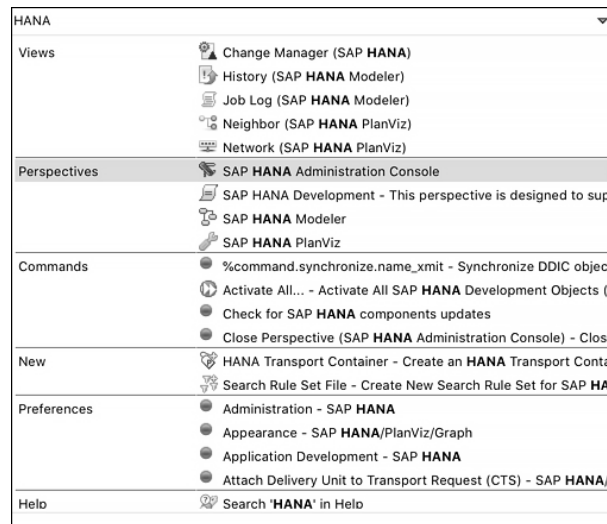 HANA
Views Change Manager (SAP HANA)
History (SAP HANA Modeler)
Job Log (SAP HANA Modeler)
Neighbor (SAP HANA PlanViz)
Network (SAP HANA PlanViz)
Perspectives SAP HANA Administration Console
SAP HANA Development - This perspective is designed to sup
SAP HANA Modeler
SAP HANA PlanViz
Commands %command.synchronize.name_xmit - Synchronize DDIC objec
Activate All... - Activate All SAP HANA Development Objects (
Check for SAP HANA components updates
Close Perspective (SAP HANA Administration Console) - Clos
New HANA Transport Container - Create an HANA Transport Conta
Search Rule Set File - Create New Search Rule Set for SAP HA
Preferences Administration - SAP HANA
Appearance - SAP HANA/PlanViz/Graph
Application Development - SAP HANA
Attach Delivery Unit to Transport Request (CTS) - SAP HANA/
Help Search 'HANA' in Help